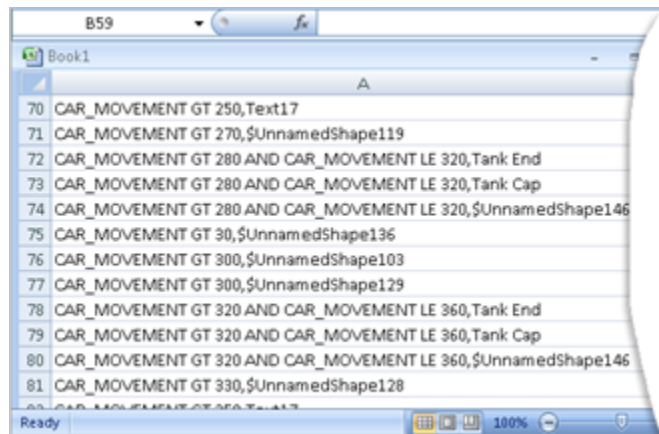 B59
fx
Book1
A
70 CAR_MOVEMENT GT 250,Text17
71 CAR_MOVEMENT GT 270,$UnnamedShape119
72 CAR_MOVEMENT GT 280 AND CAR_MOVEMENT LE 320,Tank End
73 CAR_MOVEMENT GT 280 AND CAR_MOVEMENT LE 320,Tank Cap
74 CAR_MOVEMENT GT 280 AND CAR_MOVEMENT LE 320,$UnnamedShape146
75 CAR_MOVEMENT GT 30,$UnnamedShape136
76 CAR_MOVEMENT GT 300,$UnnamedShape103
77 CAR_MOVEMENT GT 300,$UnnamedShape129
78 CAR_MOVEMENT GT 320 AND CAR_MOVEMENT LE 360,Tank End
79 CAR_MOVEMENT GT 320 AND CAR_MOVEMENT LE 360,Tank Cap
80 CAR_MOVEMENT GT 320 AND CAR_MOVEMENT LE 360,$UnnamedShape146
81 CAR_MOVEMENT GT 330,$UnnamedShape128
CAR_MOVEMENT GT
Ready 100%